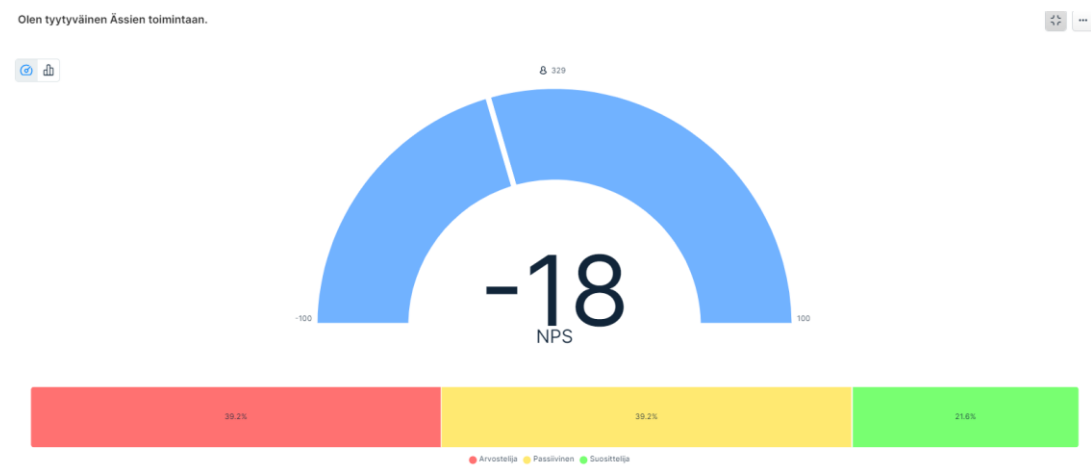 Olen tyytyväinen Ässien toimintaan.
329
-100
100
-18
NPS
39.2%
39.2%
21.6%
Arvostelija Passiivinen Suosittelija